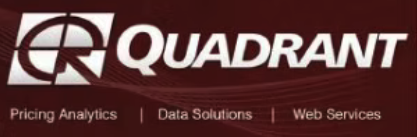 QUADRANT
Pricing Analytics | Data Solutions | Web Services